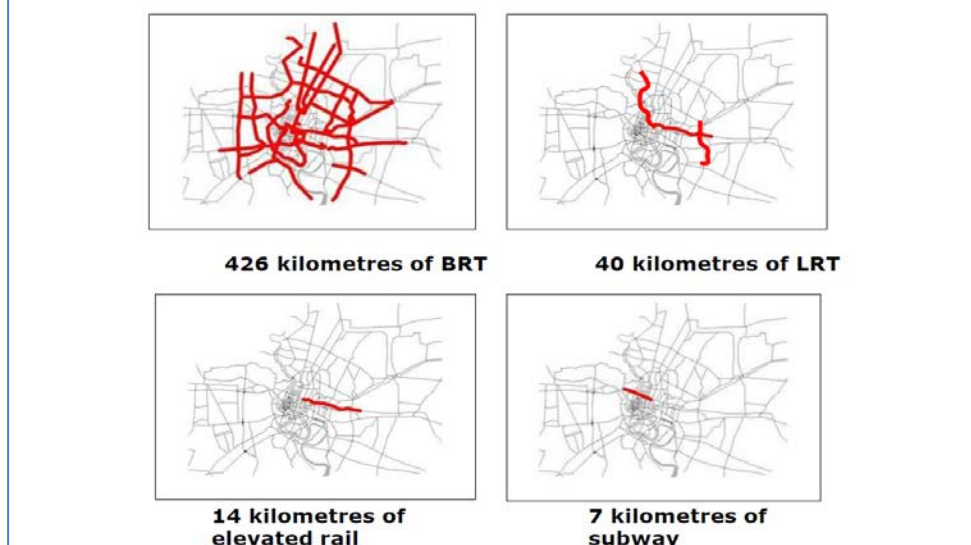 426 kilometres of BRT
40 kilometres of LRT
14 kilometres of
elevated rail
7 kilometres of
subway